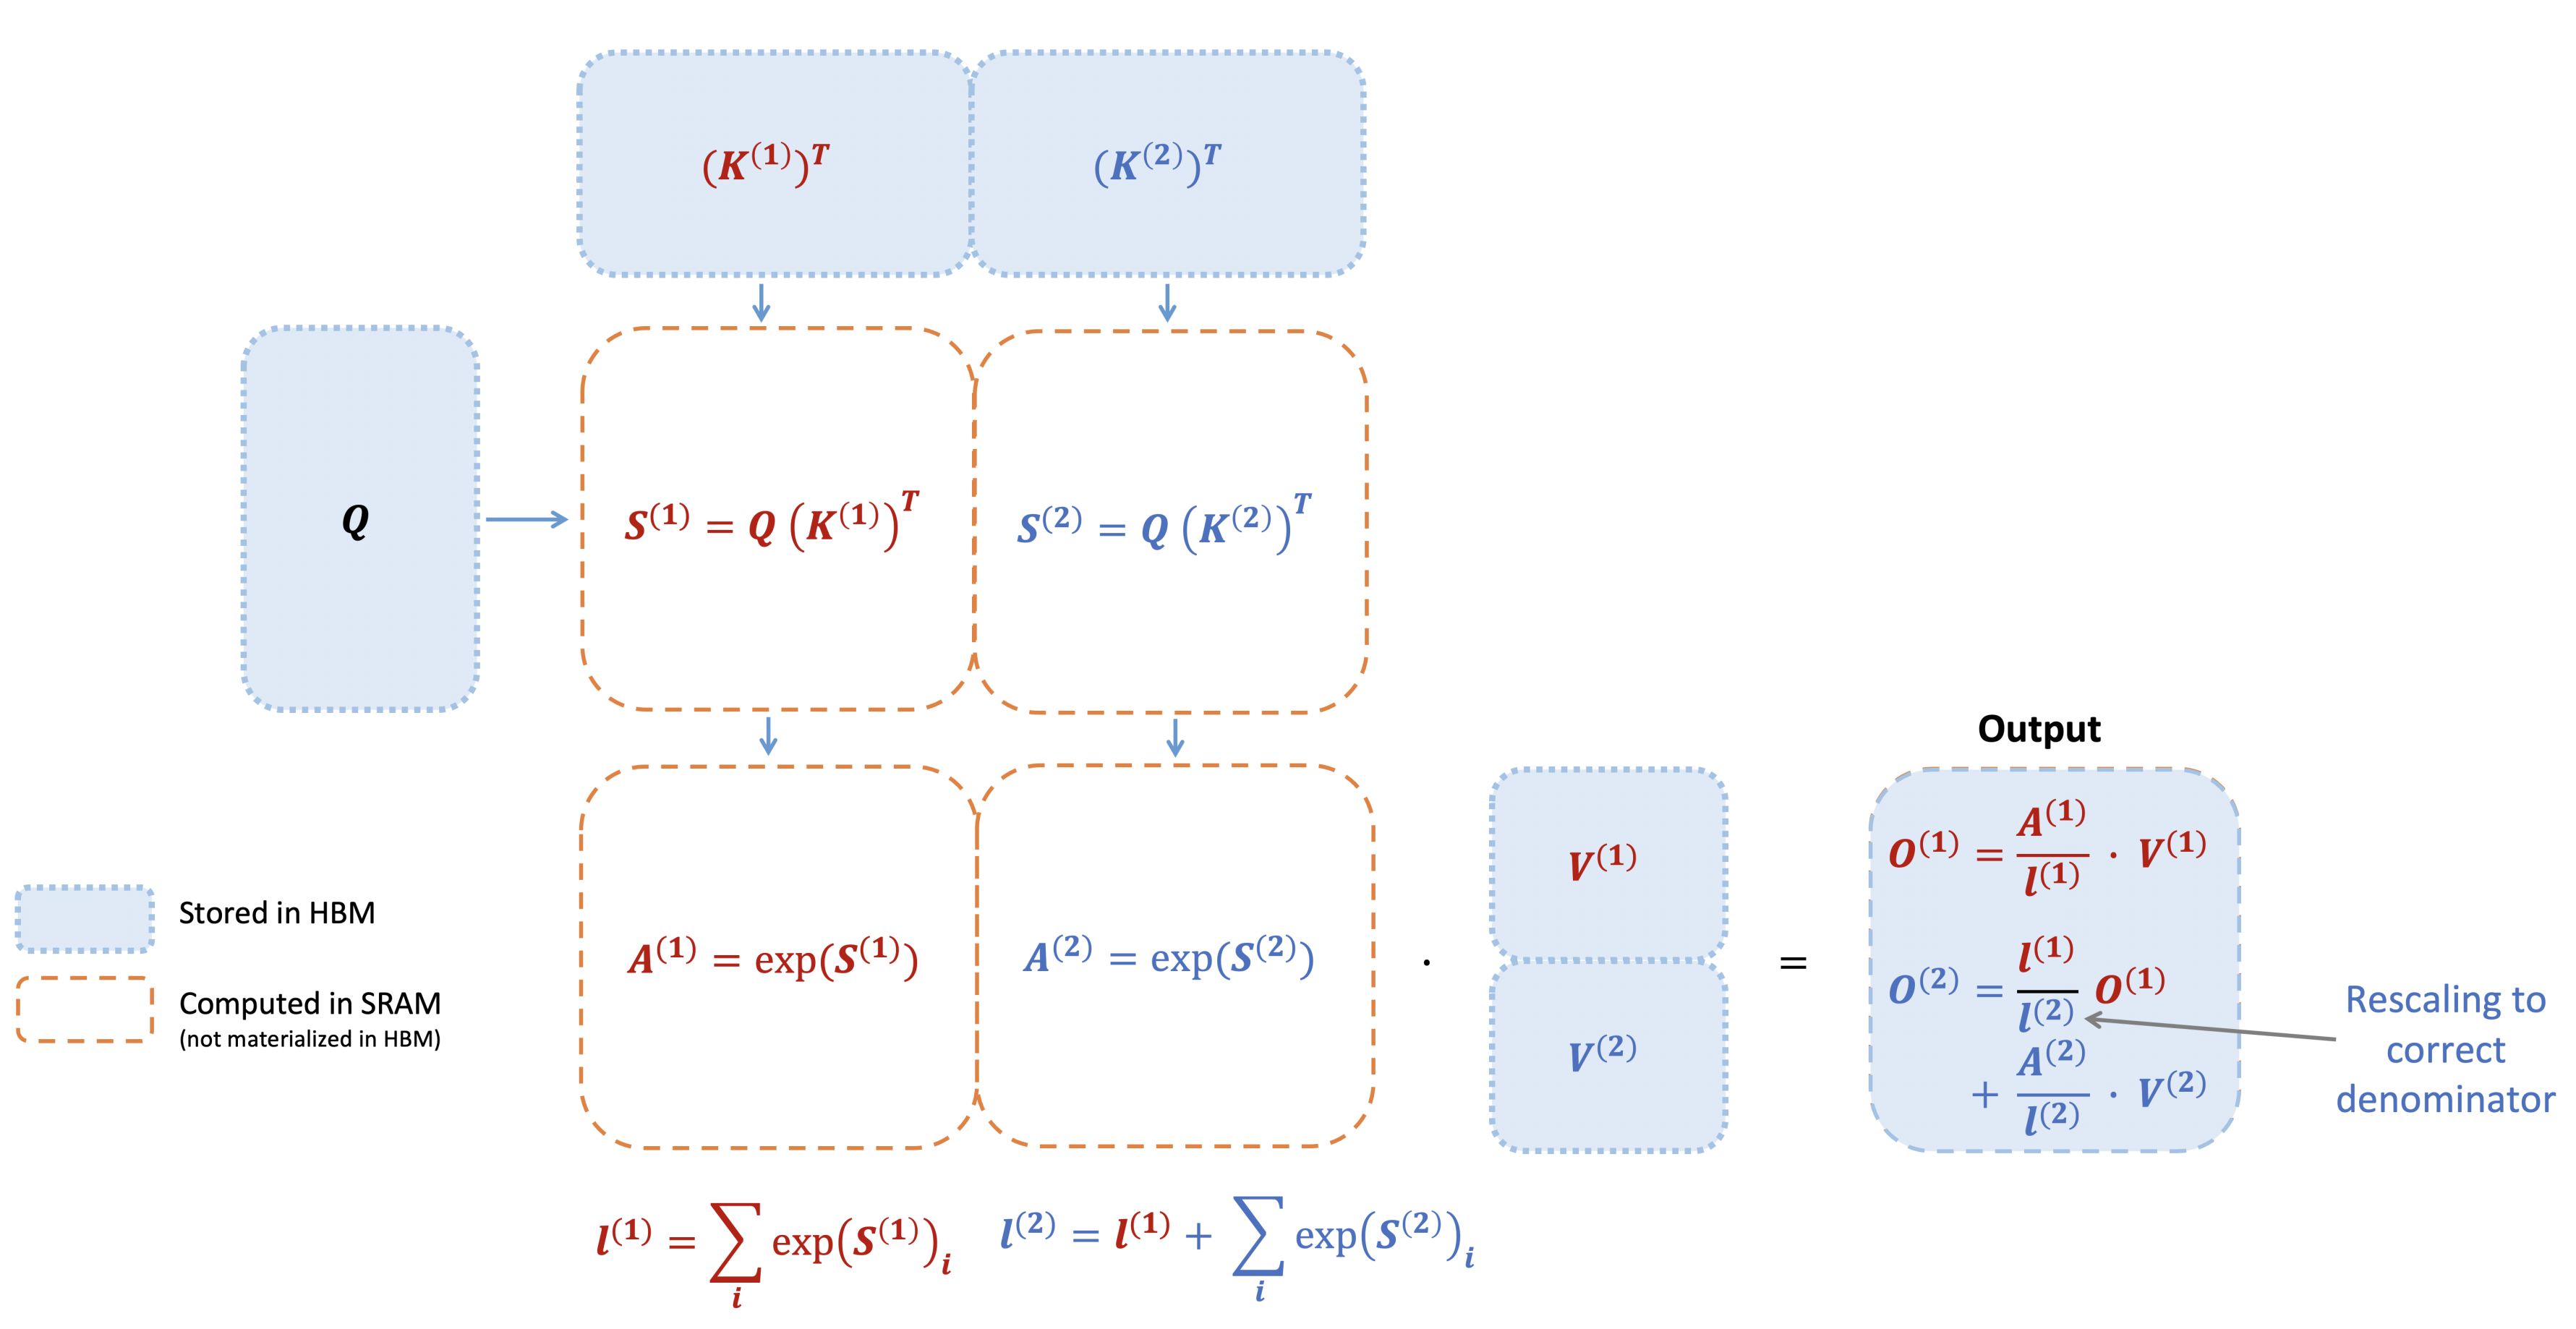 (K^(1))^T
(K^(2))^T
Q
S^(1) = Q (K^(1))^T
S^(2) = Q (K^(2))^T
Output
A^(1) = exp(S^(1))
A^(2) = exp(S^(2))
·
V^(1)
V^(2)
=
O^(1) = A^(1)/ l^(1) · V^(1)
O^(2) = l^(1) / l^(2) O^(1)
+ A^(2) / l^(2) · V^(2)
Rescaling to
correct
denominator
Stored in HBM
Computed in SRAM
(not materialized in HBM)
l^(1) = ∑_i exp(S^(1))_i
l^(2) = l^(1) + ∑_i exp(S^(2))_i